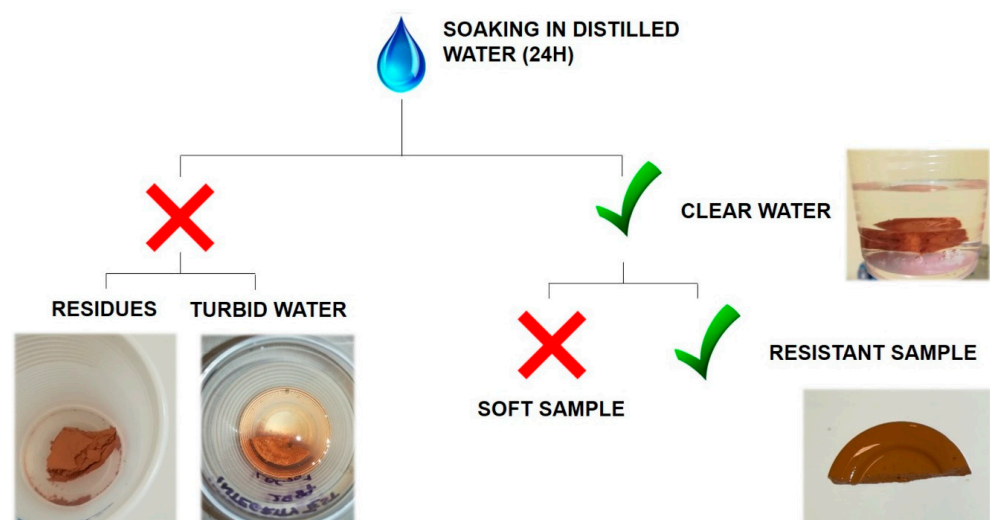 SOAKING IN DISTILLED
WATER (24H)
CLEAR WATER
RESIDUES
TURBID WATER
RESISTANT SAMPLE
SOFT SAMPLE